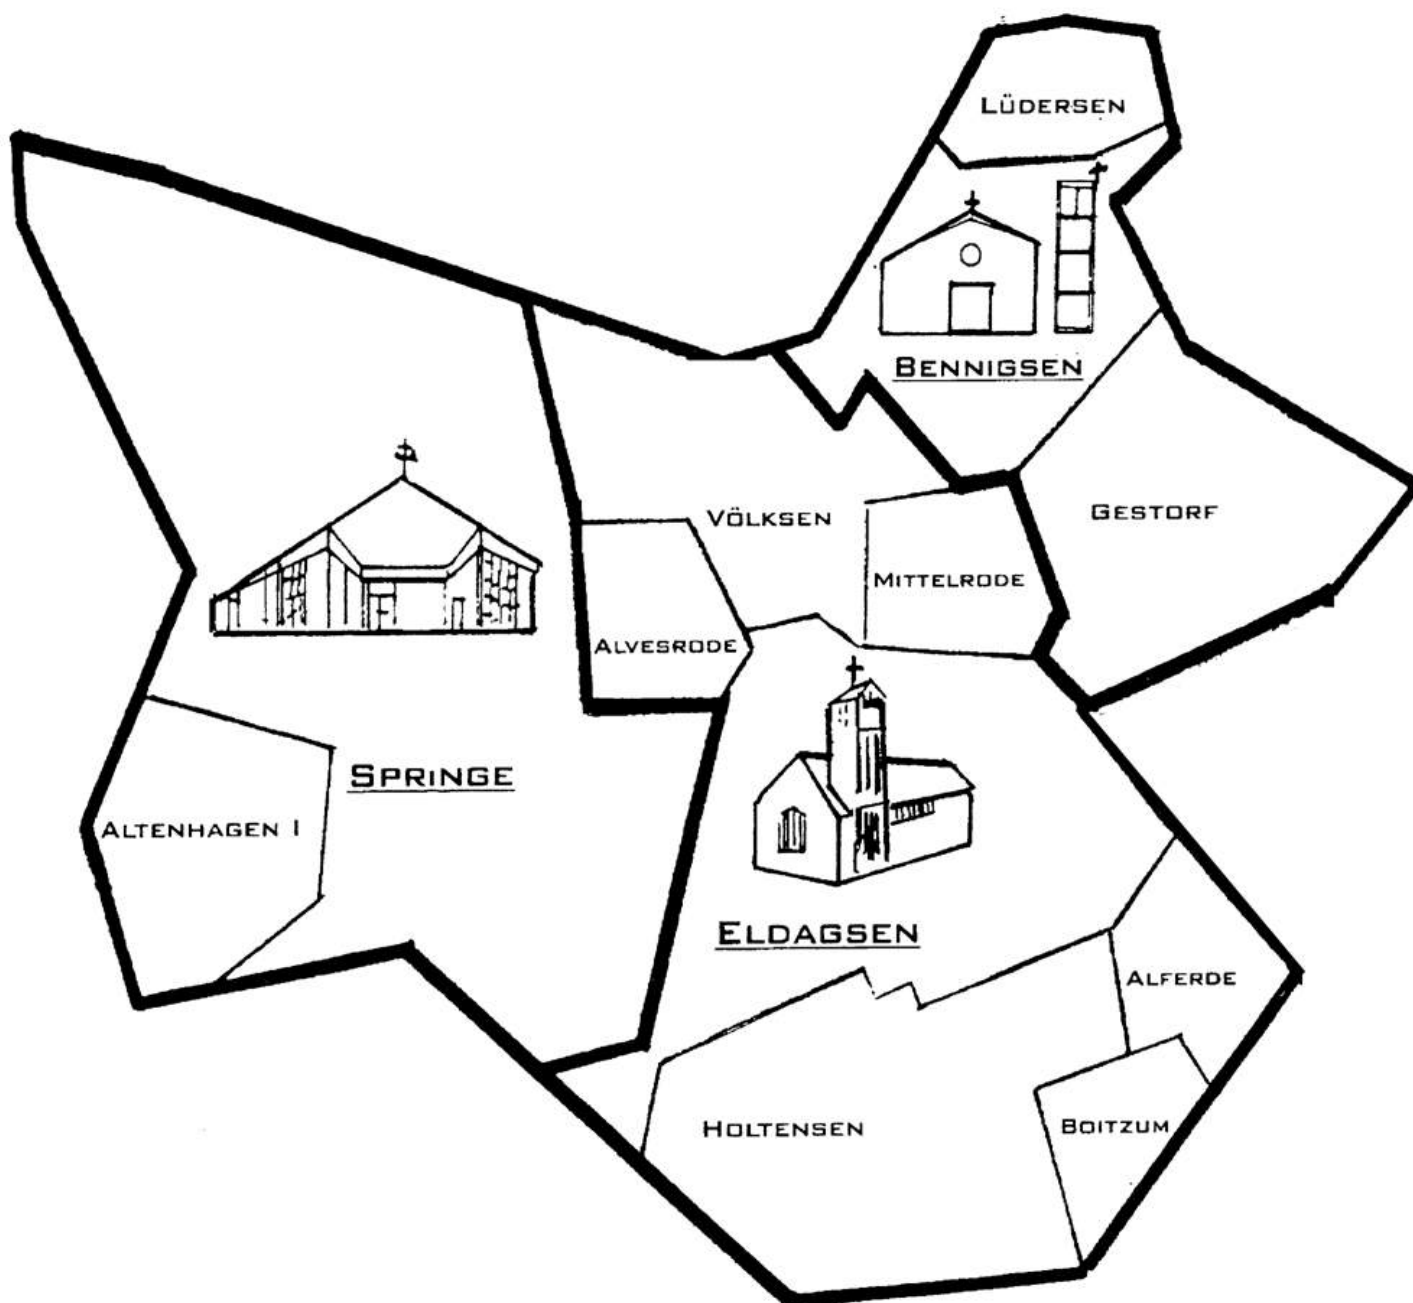 LÜDERSEN
BENNIGSEN
GESTORF
VÖLKSEN
MITTELRODE
ALVESRODE
SPRiNGE
ALTENHAGEN I
ELDAGSEN
ALFERDE
HOLTENSEN
BOITZUM